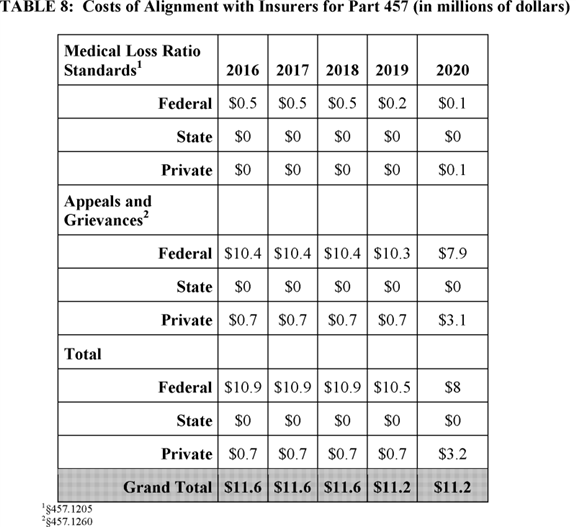 TABLE 8: Costs of Alignment with Insurers for Part 457 (in millions of dollars)
Medical Loss Ratio
Standards¹ 2016 2017 2018 2019 2020
Federal $0.5 $0.5 $0.5 $0.2 $0.1
State $0 $0 $0 $0 $0
Private $0 $0 $0 $0 $0.1
Appeals and
Grievances²
Federal $10.4 $10.4 $10.4 $10.3 $7.9
State $0 $0 $0 $0 $0
Private $0.7 $0.7 $0.7 $0.7 $3.1
Total
Federal $10.9 $10.9 $10.9 $10.5 $8
State $0 $0 $0 $0 $0
Private $0.7 $0.7 $0.7 $0.7 $3.2
Grand Total $11.6 $11.6 $11.6 $11.2 $11.2
¹§457.1205
²§457.1260